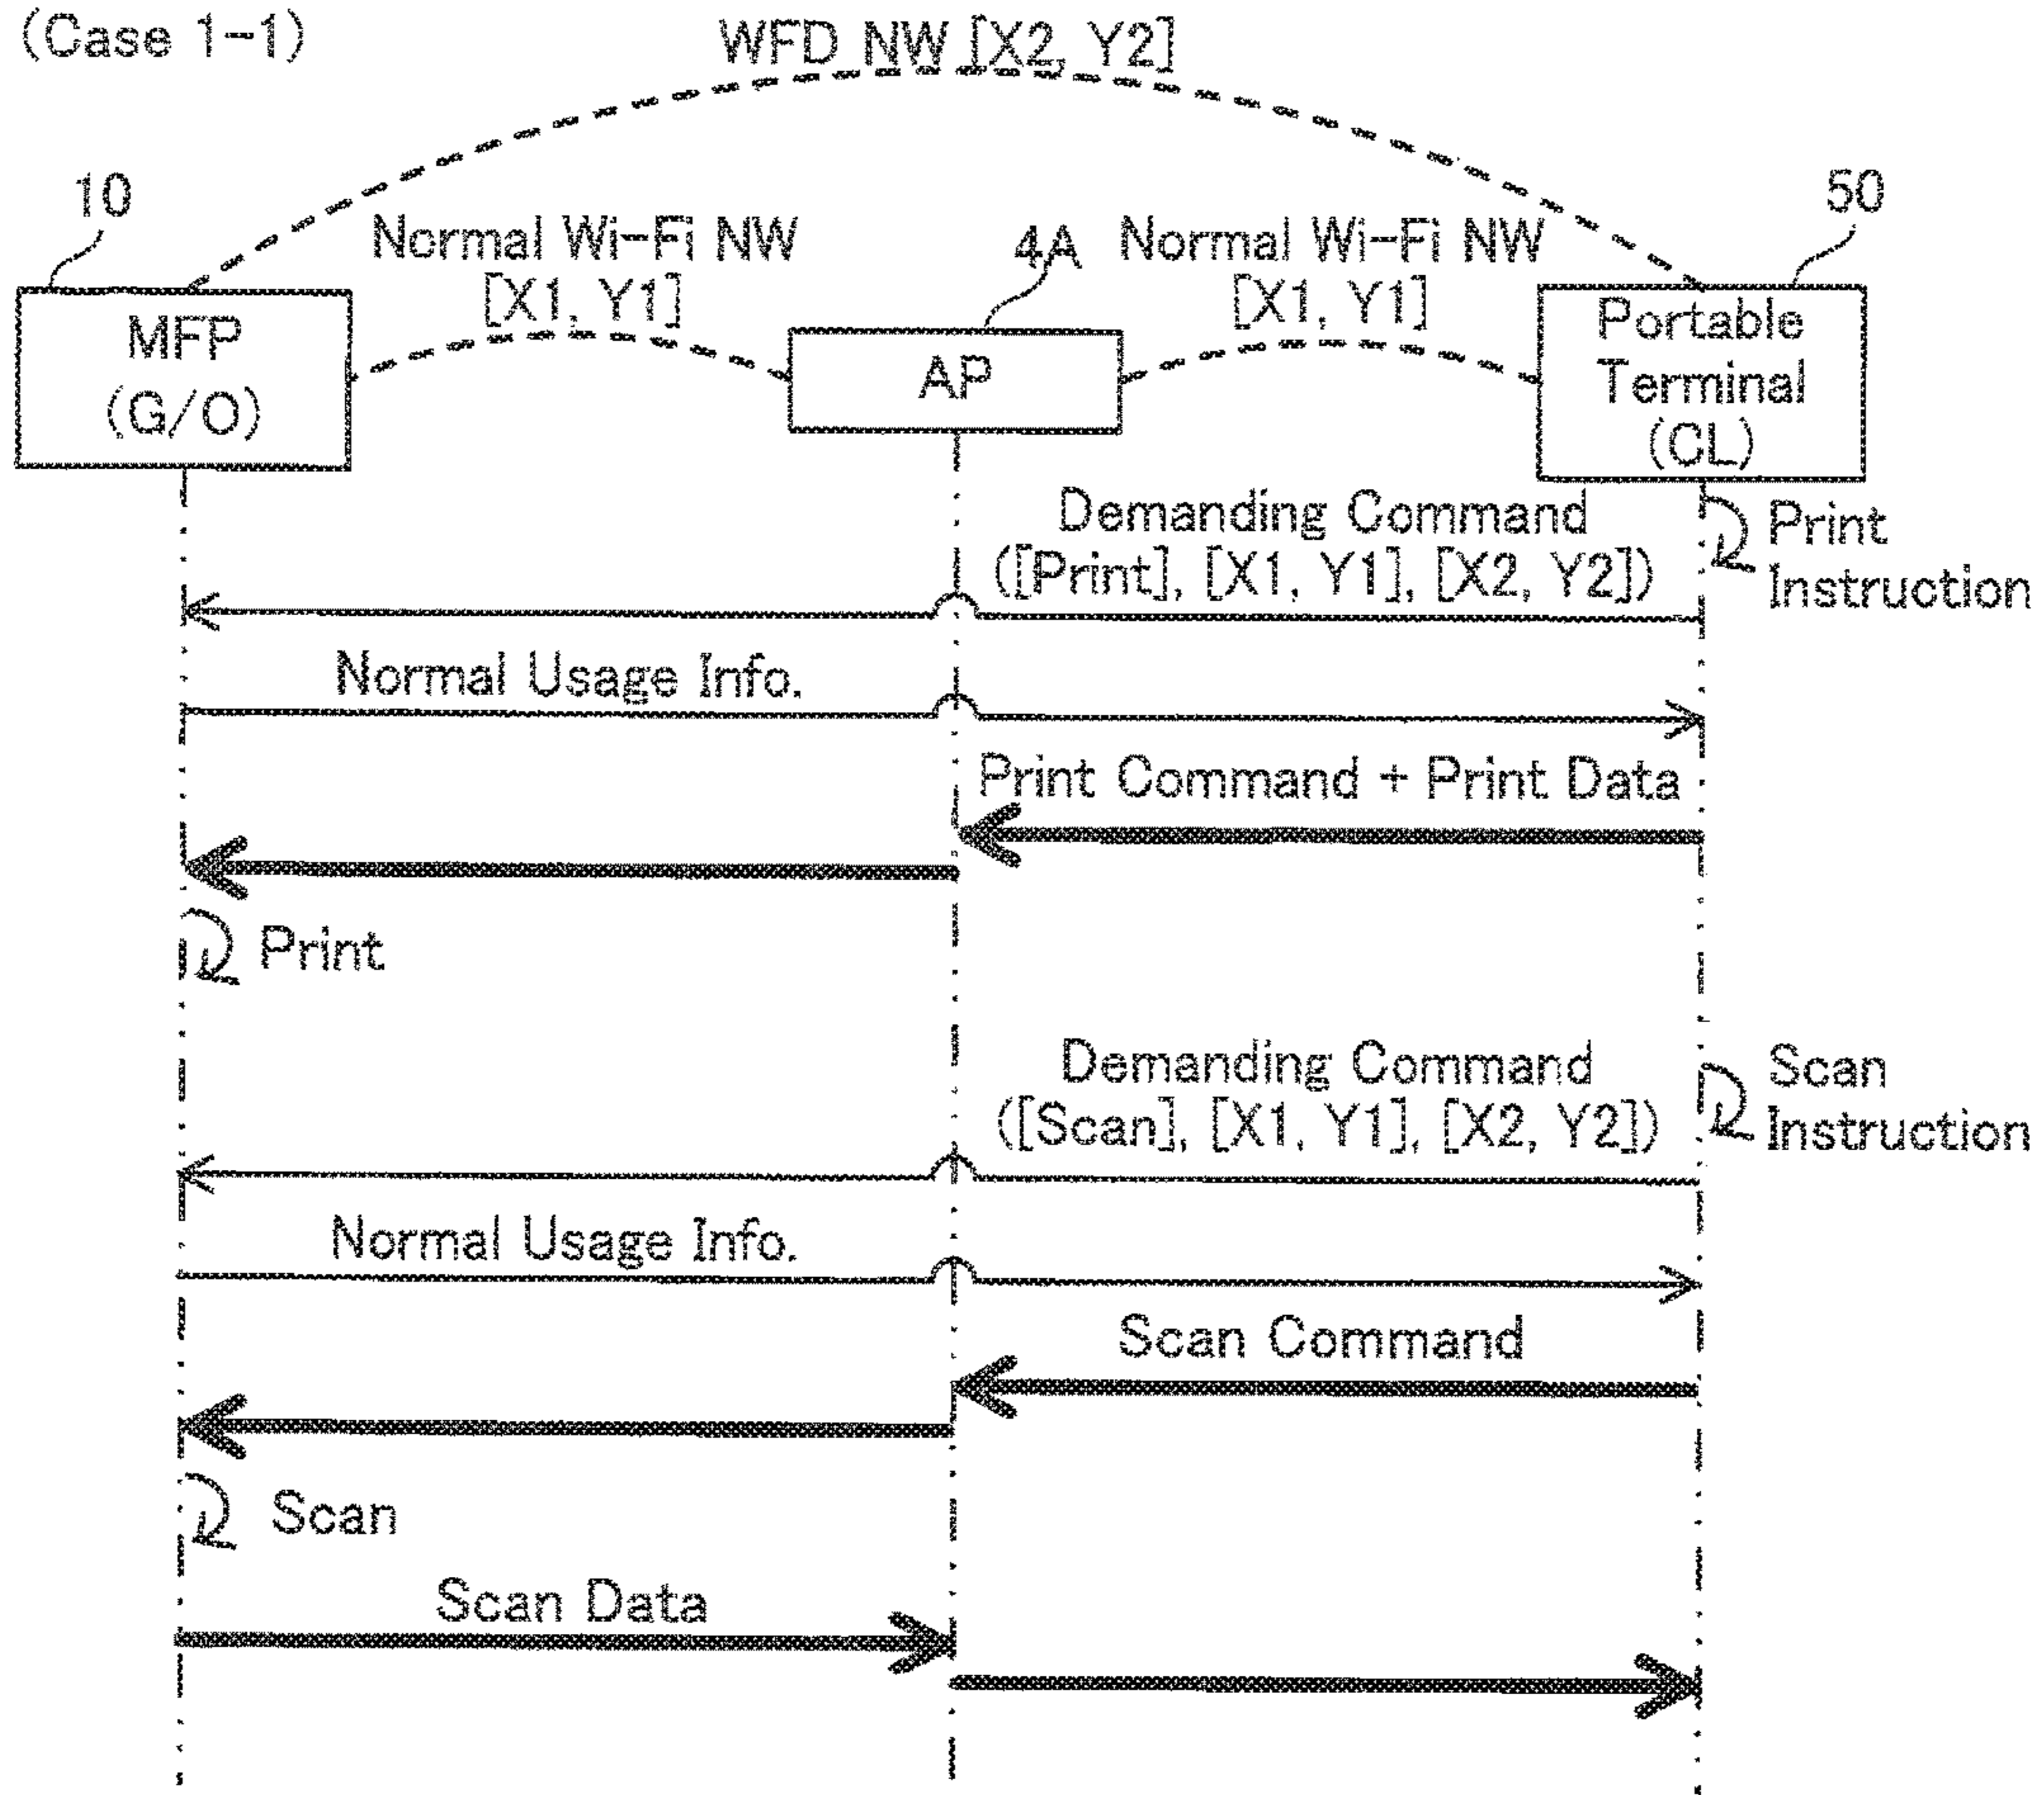 (Case 1-1)
WFD NW [X2, Y2]
10
50
Normal Wi-Fi NW
[X1, Y1]
4A
Normal Wi-Fi NW
[X1, Y1]
MFP
(G/O)
AP
Portable
Terminal
(CL)
Demanding Command
([Print], [X1, Y1], [X2, Y2])
Print
Instruction
Normal Usage Info.
Print Command + Print Data
Print
Demanding Command
([Scan], [X1, Y1], [X2, Y2])
Scan
Instruction
Normal Usage Info.
Scan Command
Scan
Scan Data